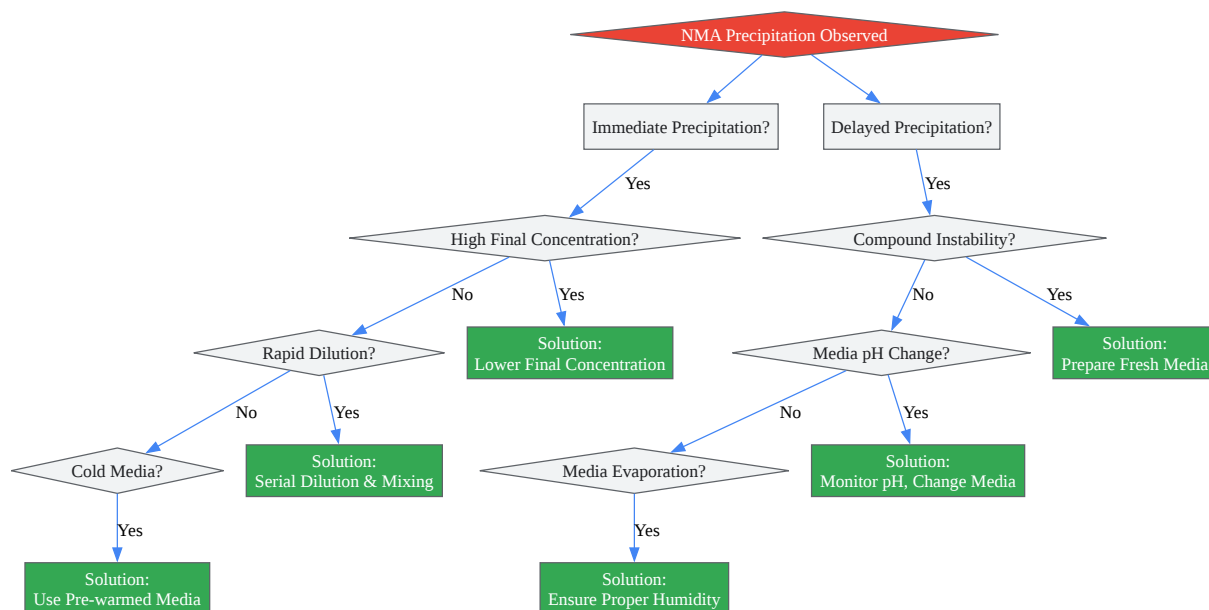 NMA Precipitation Observed
Immediate Precipitation?
Delayed Precipitation?
Yes
Yes
High Final Concentration?
Compound Instability?
No
Yes
No
Yes
Rapid Dilution?
Solution:
Lower Final Concentration
Media pH Change?
Solution:
Prepare Fresh Media
No
Yes
No
Yes
Cold Media?
Solution:
Serial Dilution & Mixing
Media Evaporation?
Solution:
Monitor pH, Change Media
Yes
Yes
Solution:
Use Pre-warmed Media
Solution:
Ensure Proper Humidity